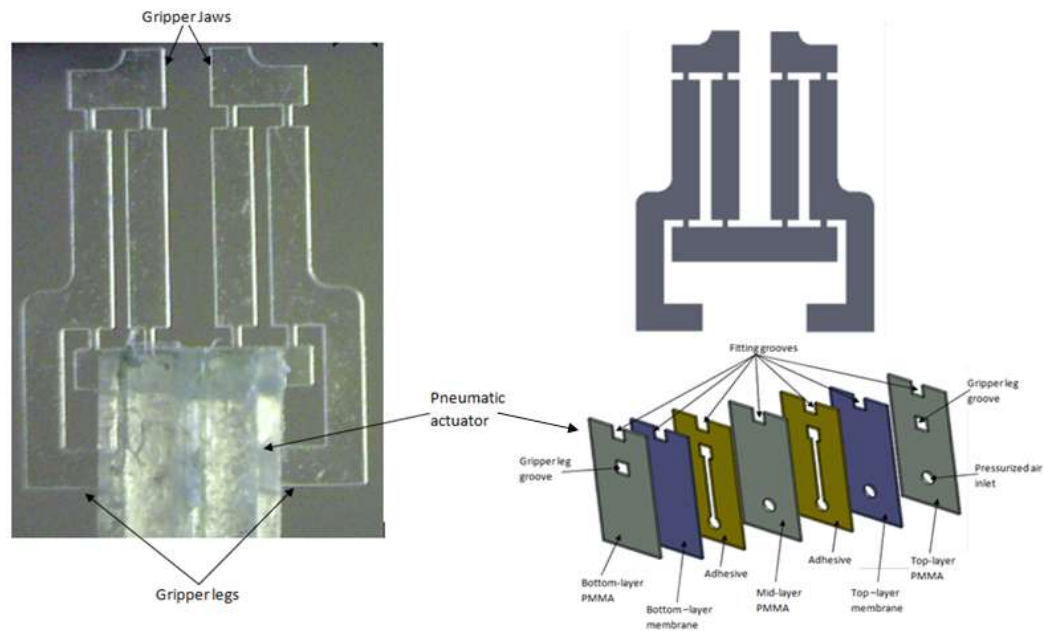 Gripper Jaws
Pneumatic
actuator
Gripper legs
Fitting grooves
Gripper leg
groove
Gripper leg
groove
Pressurized air
inlet
Bottom-layer
PMMA
Bottom–layer
membrane
Adhesive
Mid-layer
PMMA
Adhesive
Top–layer
membrane
Top-layer
PMMA